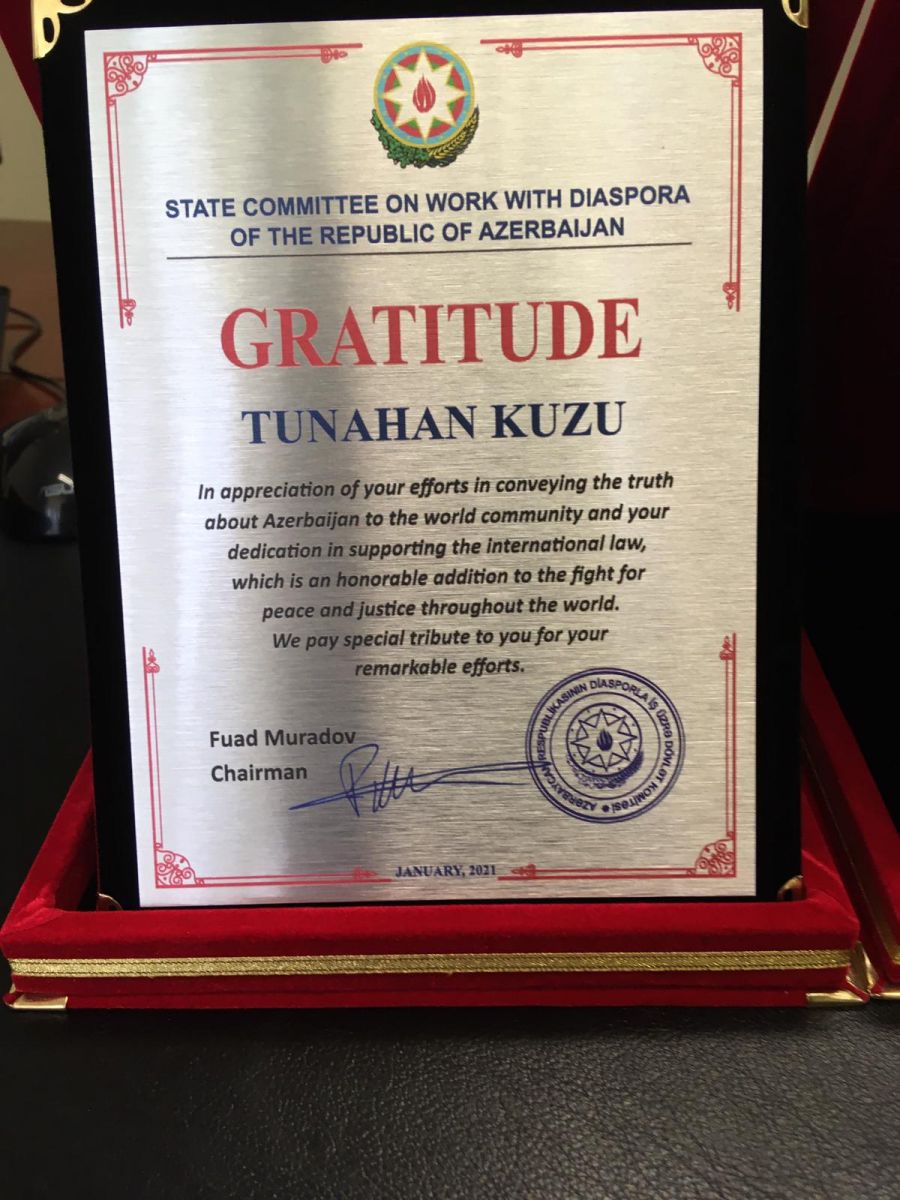 STATE COMMITTEE ON WORK WITH DIASPORA
OF THE REPUBLIC OF AZERBAIJAN
GRATITUDE
TUNAHAN KUZU
In appreciation of your efforts in conveying the truth
about Azerbaijan to the world community and your
dedication in supporting the international law,
which is an honorable addition to the fight for
peace and justice throughout the world.
We pay special tribute to you for your
remarkable efforts.
Fuad Muradov
Chairman
AZƏRBAYCAN RESPUBLİKASININ DİASPORLA İŞ ÜZRƏ DÖVLƏT KOMİTƏSİ
JANUARY, 2021